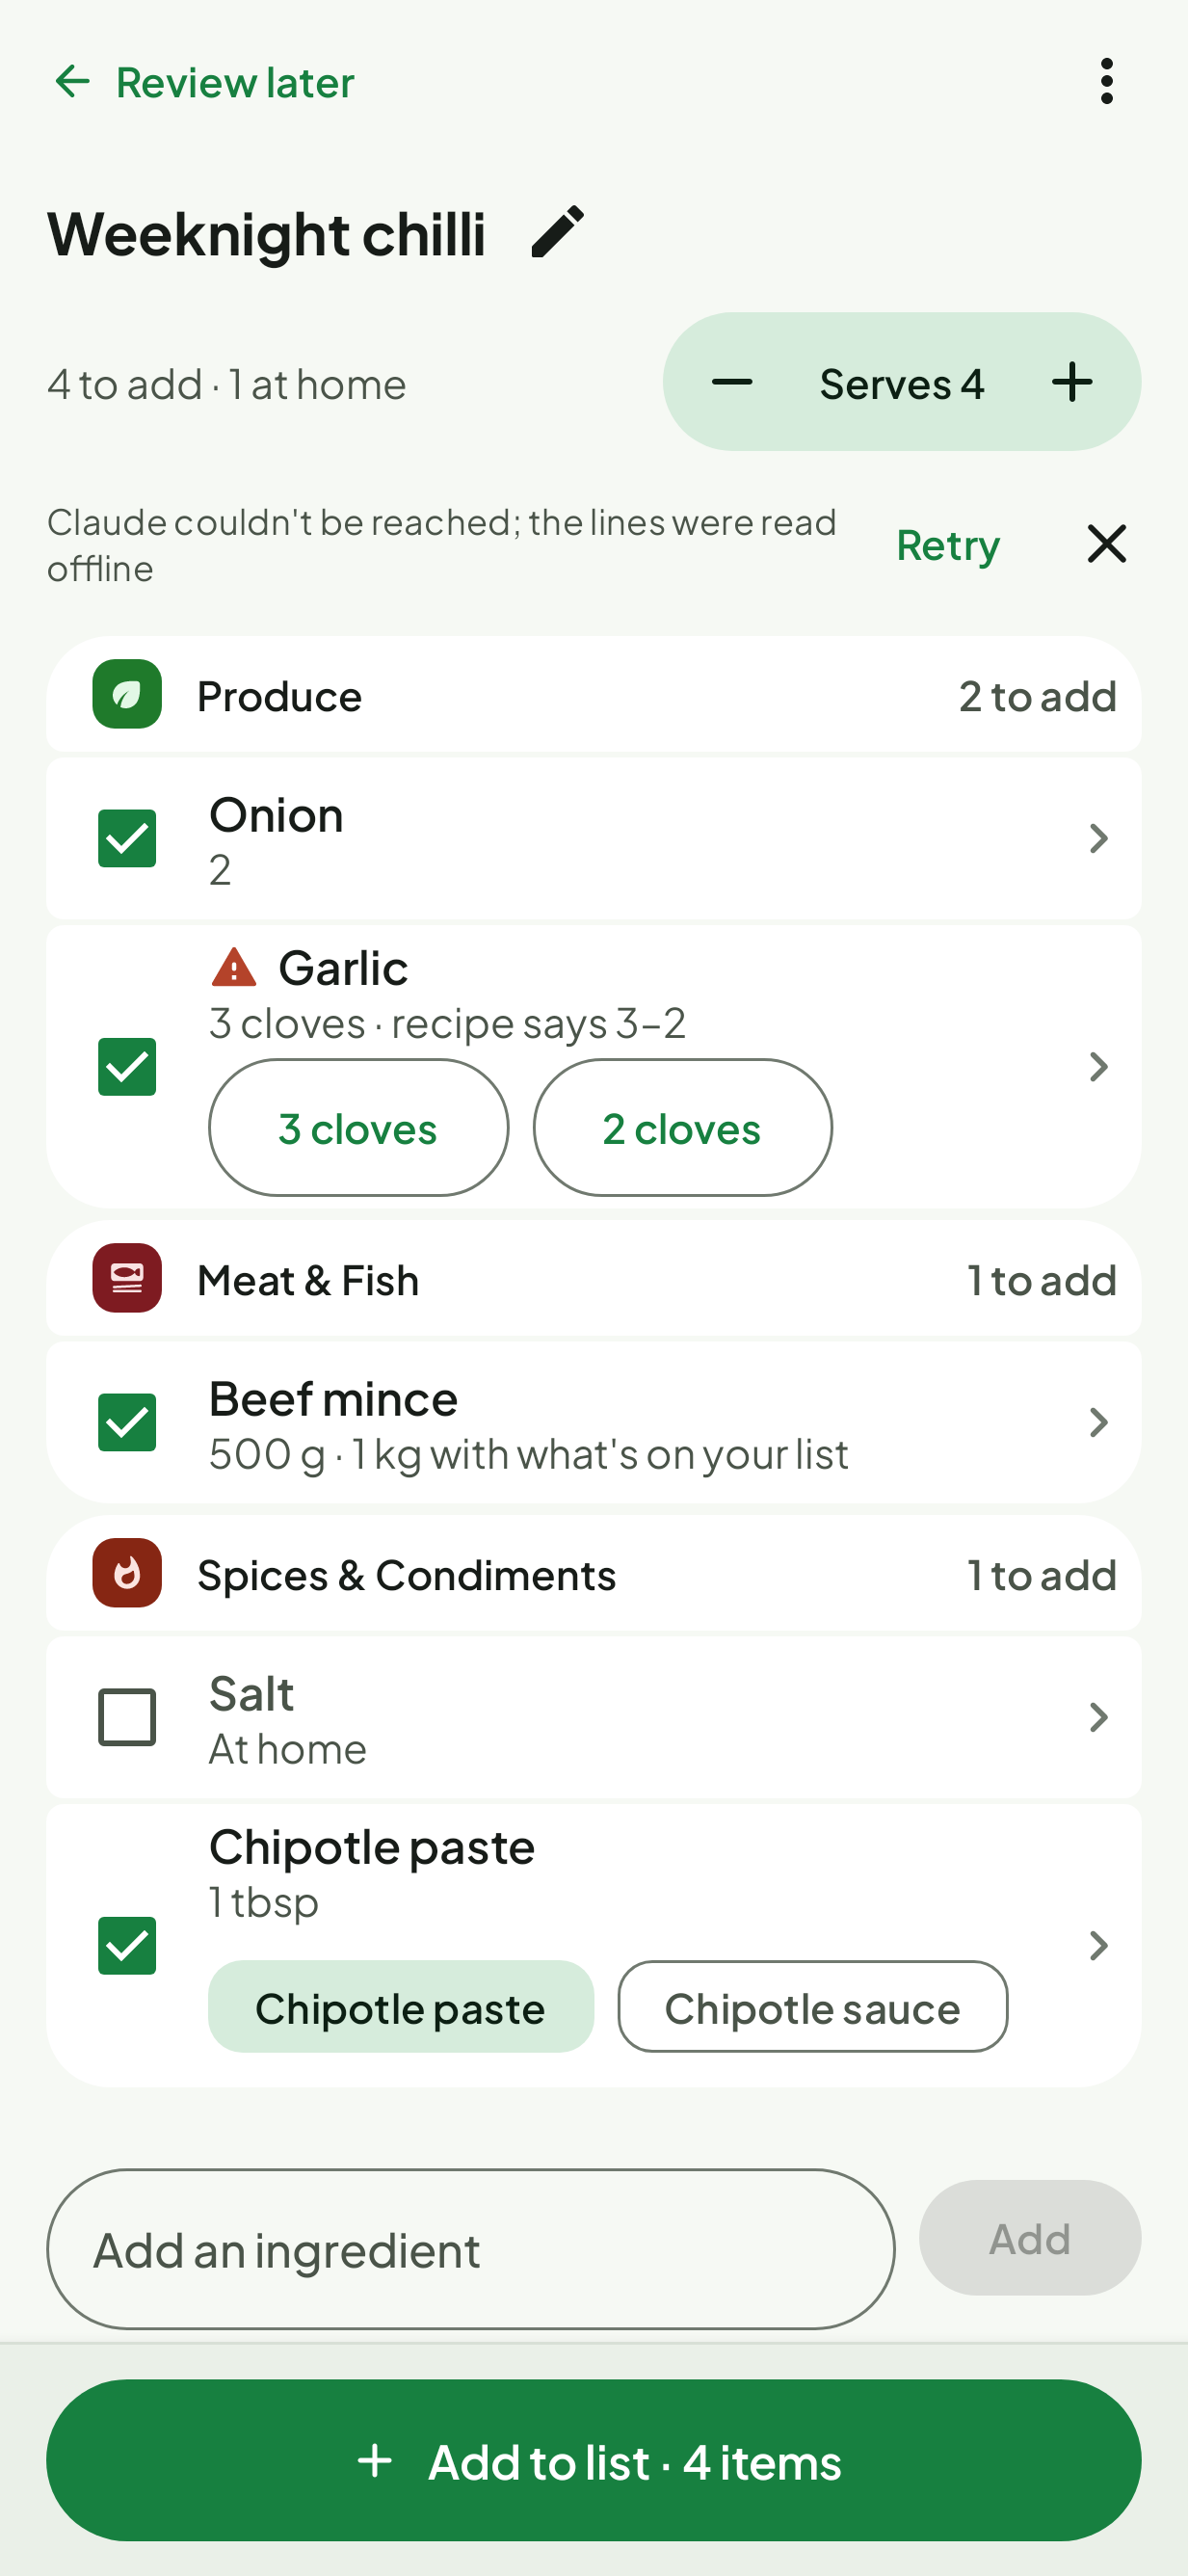 Review later
Weeknight chilli
4 to add · 1 at home
Serves 4
Claude couldn't be reached; the lines were read
offline
Retry
Produce
2 to add
Onion
2
Garlic
3 cloves · recipe says 3–2
3 cloves
2 cloves
Meat & Fish
1 to add
Beef mince
500 g · 1 kg with what's on your list
Spices & Condiments
1 to add
Salt
At home
Chipotle paste
1 tbsp
Chipotle paste
Chipotle sauce
Add an ingredient
Add
+ Add to list · 4 items